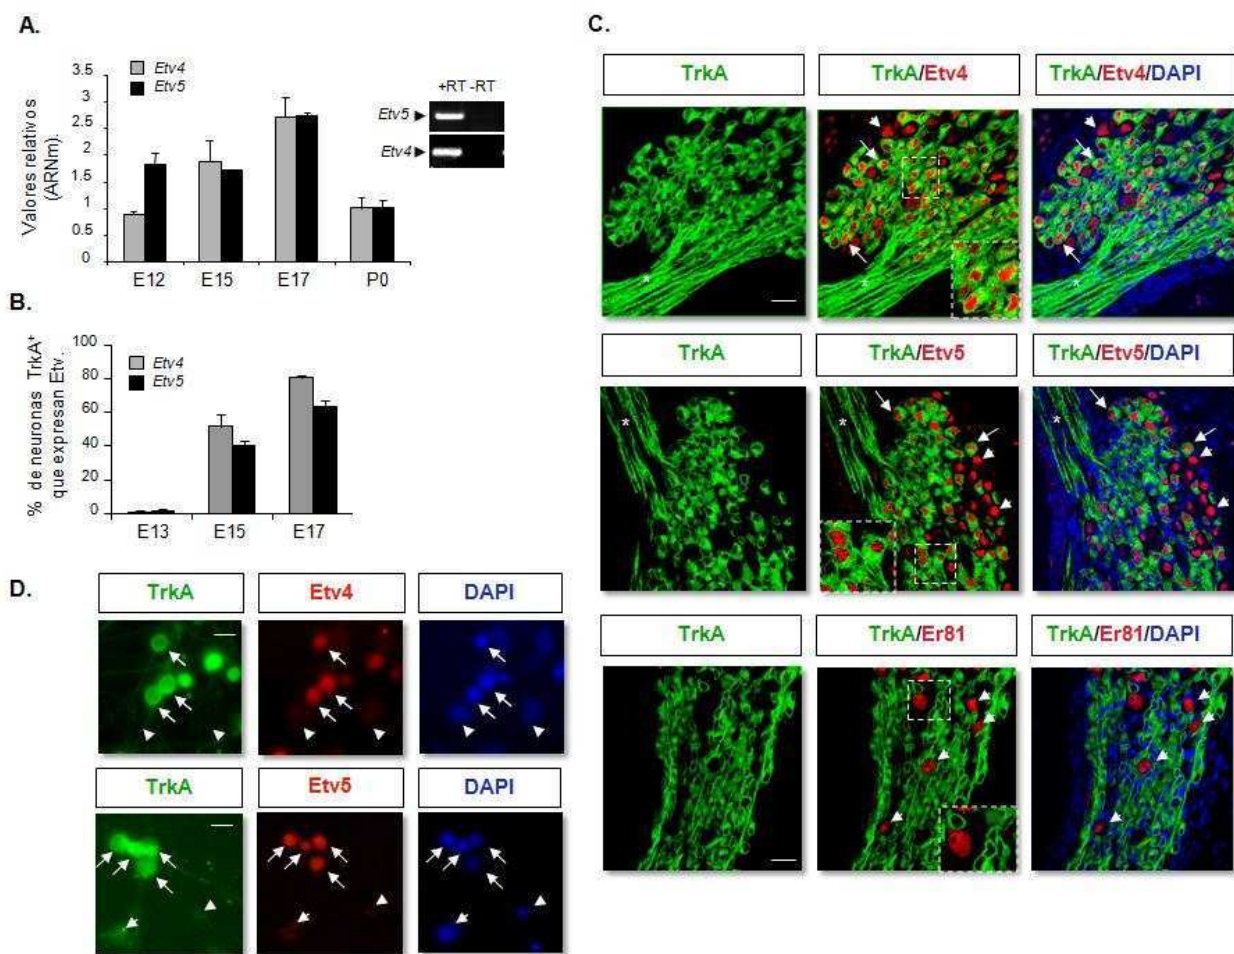 A.
Valores relativos
(ARNm).
3.5
3
2.5
2
1.5
1
0.5
0
Etv4
Etv5
E12 E15 E17 P0
+RT -RT
Etv5
Etv4
B.
% de neuronas TrkA+
que expresan Etv.
100
80
60
40
20
0
Etv4
Etv5
E13 E15 E17
C.
TrkA TrkA/Etv4 TrkA/Etv4/DAPI
* * *
TrkA TrkA/Etv5 TrkA/Etv5/DAPI
* * *
TrkA TrkA/Er81 TrkA/Er81/DAPI
D.
TrkA Etv4 DAPI
TrkA Etv5 DAPI